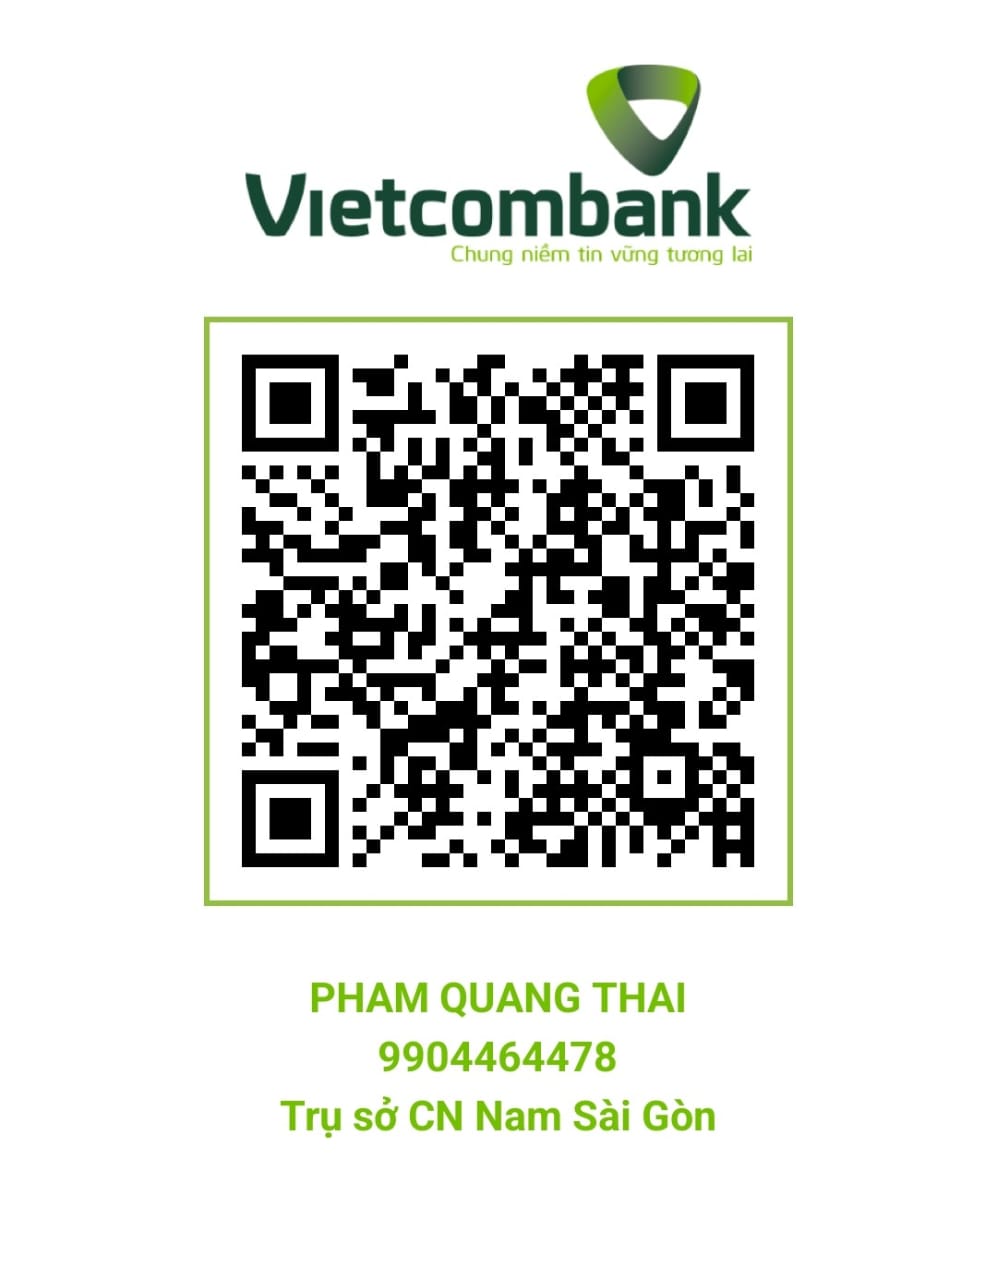 Vietcombank
Chung niềm tin vững tương lai
PHAM QUANG THAI
9904464478
Trụ sở CN Nam Sài Gòn